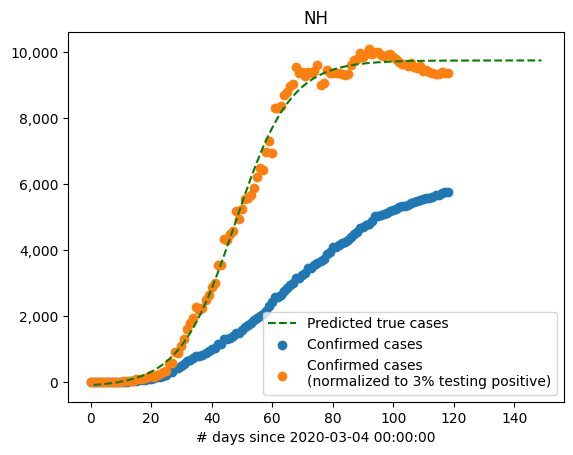 NH
10,000
8,000
6,000
4,000
2,000
0
0 20 40 60 80 100 120 140
# days since 2020-03-04 00:00:00
Predicted true cases
Confirmed cases
Confirmed cases
(normalized to 3% testing positive)